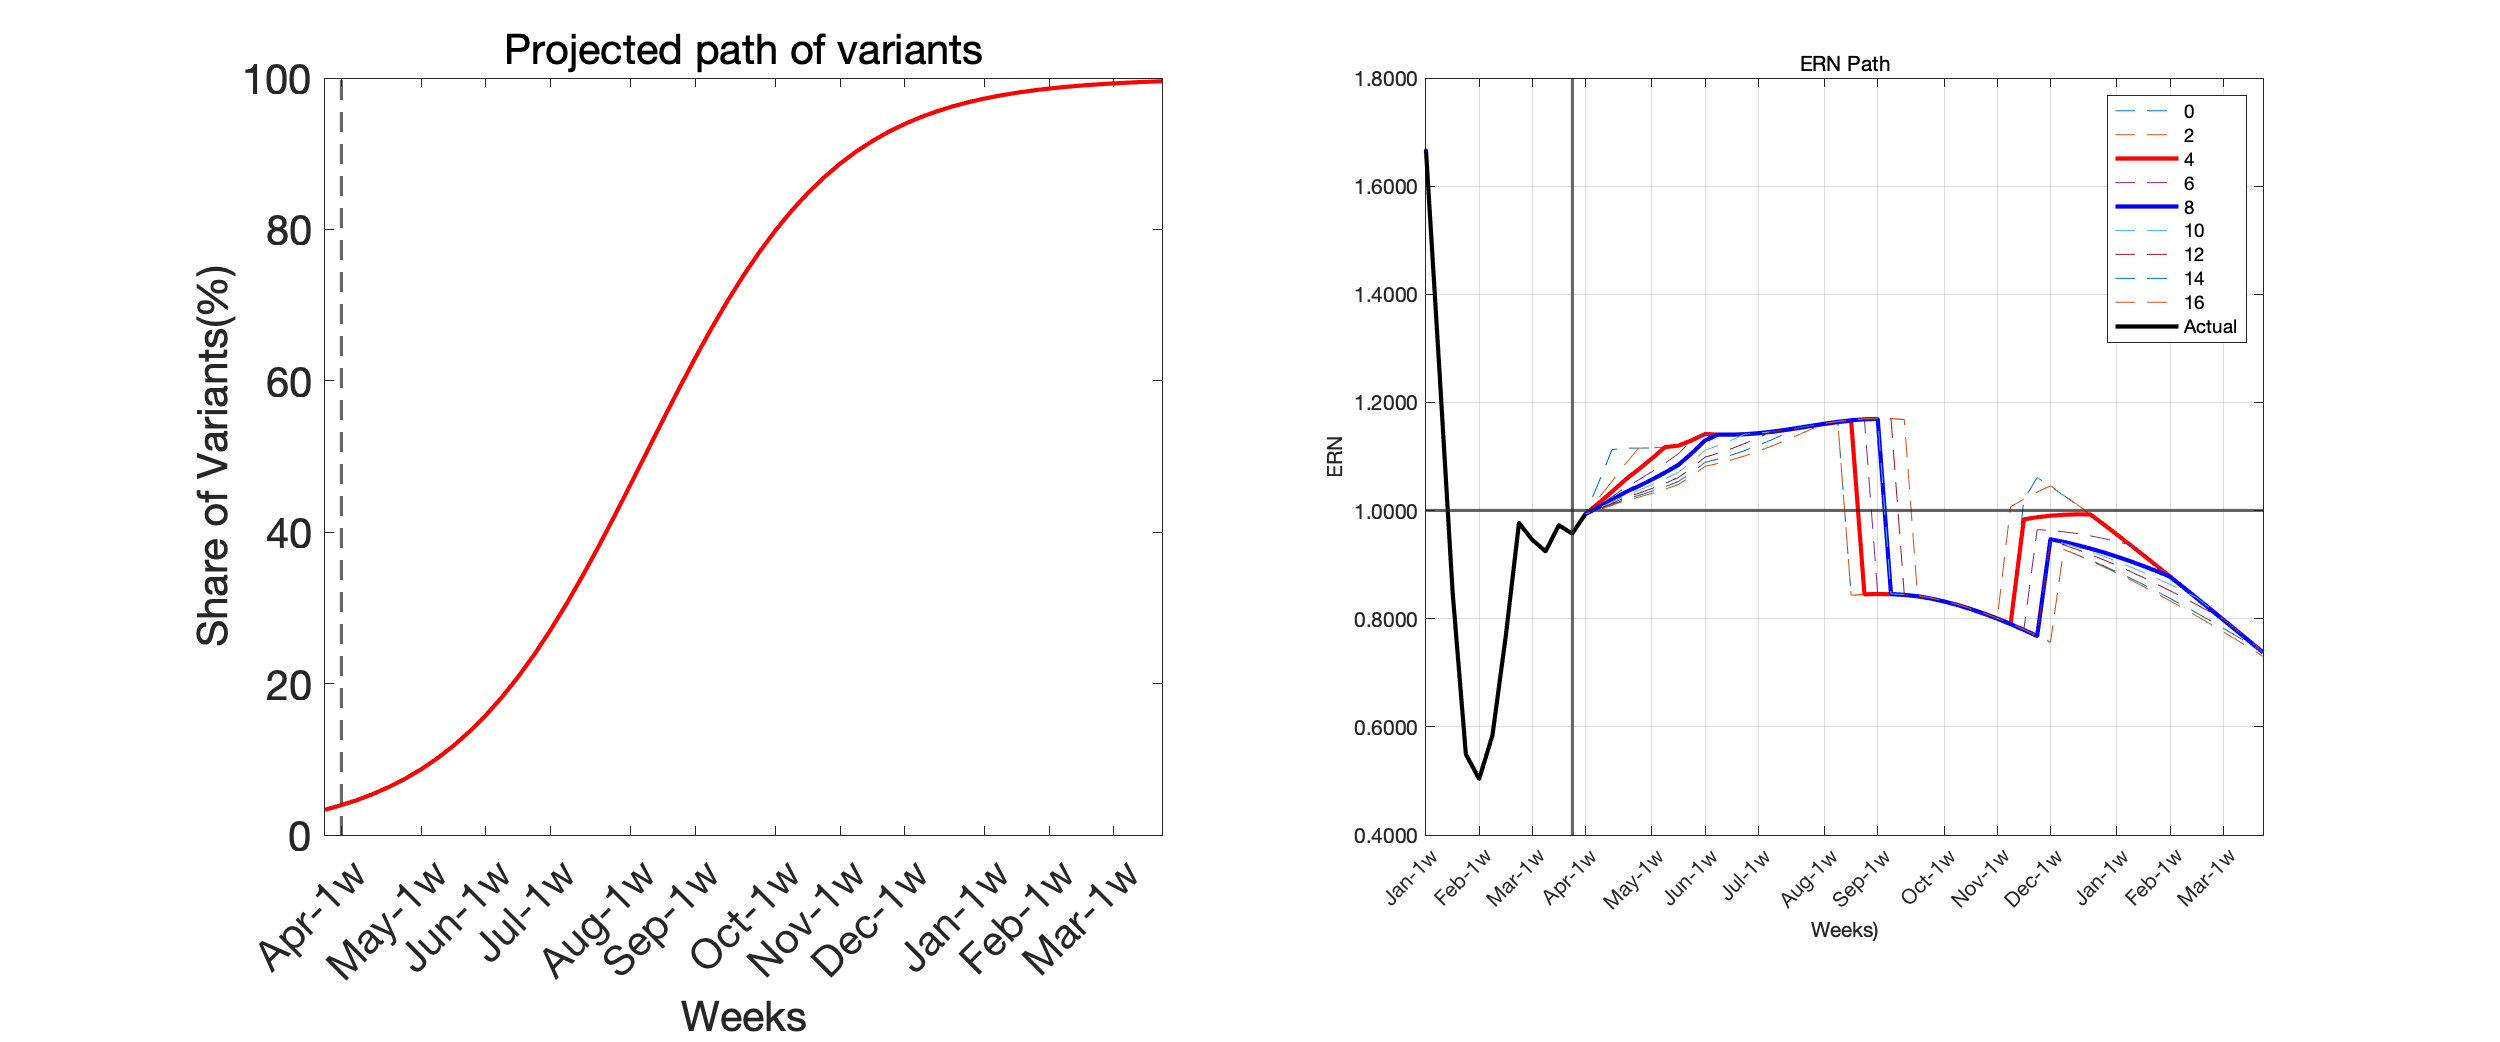 Projected path of variants
Share of Variants(%)
100
80
60
40
20
0
Apr-1w
May-1w
Jun-1w
Jul-1w
Aug-1w
Sep-1w
Oct-1w
Nov-1w
Dec-1w
Jan-1w
Feb-1w
Mar-1w
Weeks
ERN Path
ERN
1.8000
1.6000
1.4000
1.2000
1.0000
0.8000
0.6000
0.4000
0
2
4
6
8
10
12
14
16
Actual
Jan-1w
Feb-1w
Mar-1w
Apr-1w
May-1w
Jun-1w
Jul-1w
Aug-1w
Sep-1w
Oct-1w
Nov-1w
Dec-1w
Jan-1w
Feb-1w
Mar-1w
Weeks)